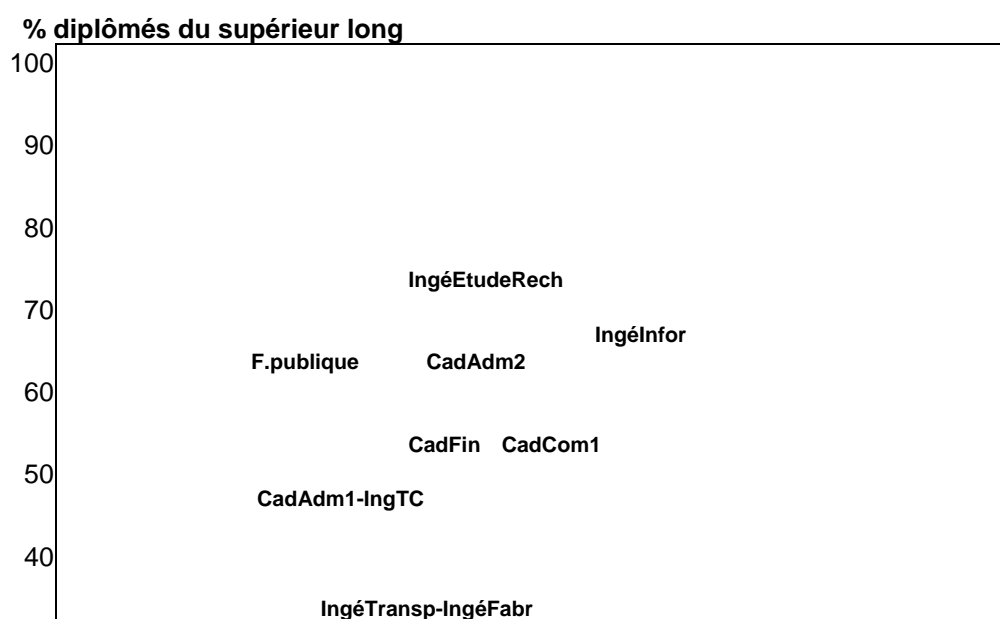 % diplômés du supérieur long
100
90
80
IngéEtudeRech
70
IngéInfor
F.publique CadAdm2
60
CadFin CadCom1
50
CadAdm1-IngTC
40
IngéTransp-IngéFabr